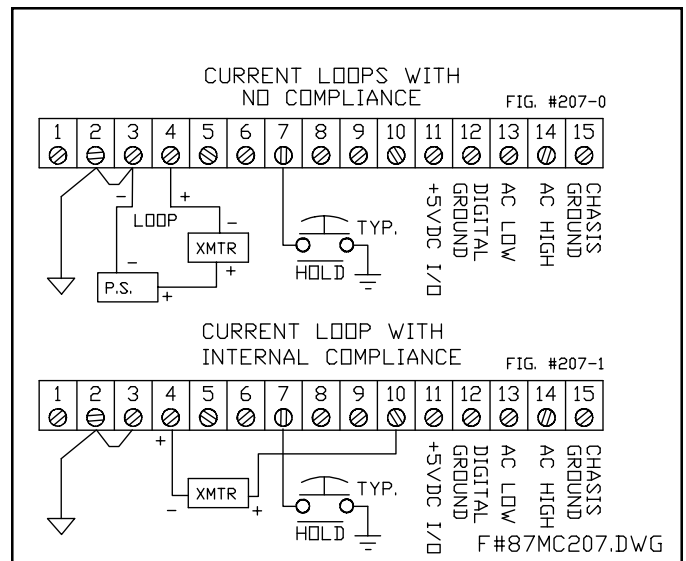 CURRENT LOOPS WITH
NO COMPLIANCE
FIG. #207-0
1 2 3 4 5 6 7 8 9 10 11 12 13 14 15
- + LOOP
-
XMTR
+
-
P.S.
+
TYP.
HOLD
+5VDC I/O
DIGITAL
GROUND
AC LOW
AC HIGH
CHASIS
GROUND
CURRENT LOOP WITH
INTERNAL COMPLIANCE
FIG. #207-1
1 2 3 4 5 6 7 8 9 10 11 12 13 14 15
+
XMTR
- +
TYP.
HOLD
+5VDC I/O
DIGITAL
GROUND
AC LOW
AC HIGH
CHASIS
GROUND
F#87MC207.DWG